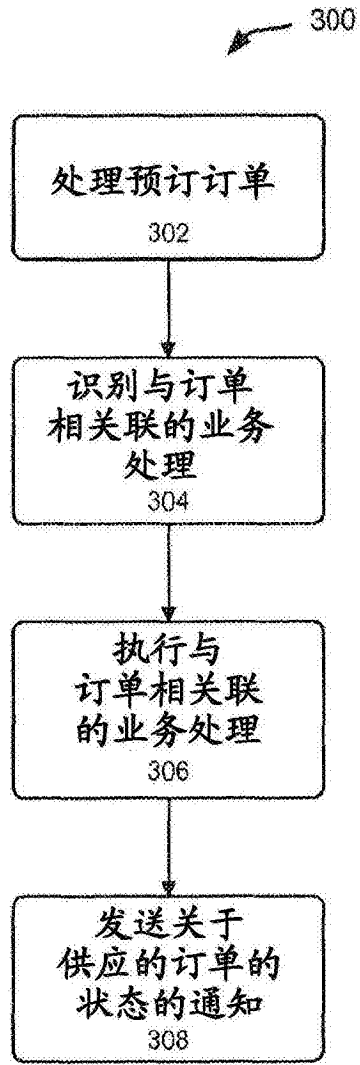 300
处理预订订单
302
识别与订单
相关联的业务
处理
304
执行与
订单相关联
的业务处理
306
发送关于
供应的订单的
状态的通知
308